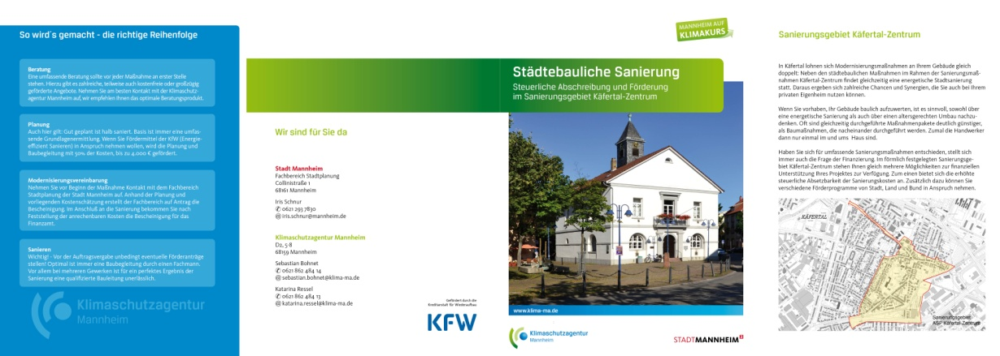 So wird´s gemacht - die richtige Reihenfolge
Beratung
Eine umfassende Beratung sollte vor jeder Maßnahme an erster Stelle
stehen. Hierzu gibt es zahlreiche, teilweise auch kostenfreie oder großzügig
geförderte Angebote. Nehmen Sie am besten Kontakt mit der Klimaschutz-
agentur Mannheim auf, wir empfehlen Ihnen das optimale Beratungsprodukt.
Planung
Auch hier gilt: Gut geplant ist halb saniert. Basis ist immer eine umfas-
sende Grundlagenermittlung. Wenn Sie Fördermittel der KfW (Energie-
effizient Sanieren) in Anspruch nehmen wollen, wird die Planung und
Baubegleitung mit 50% der Kosten, bis zu 4.000 € gefördert.
Modernisierungsvereinbarung
Nehmen Sie vor Beginn der Maßnahme Kontakt mit dem Fachbereich
Stadtplanung der Stadt Mannheim auf. Anhand der Planung und
vorliegenden Kostenschätzung erstellt der Fachbereich auf Antrag die
Bescheinigung. Im Anschluß an die Sanierung bekommen Sie nach
Feststellung der anrechenbaren Kosten die Bescheinigung für das
Finanzamt.
Sanieren
Wichtig! - Vor der Auftragsvergabe unbedingt eventuelle Förderanträge
stellen! Optimal ist immer eine Baubegleitung durch einen Fachmann.
Vor allem bei mehreren Gewerken ist für ein perfektes Ergebnis der
Sanierung eine qualifizierte Bauleitung unerlässlich.
Klimaschutzagentur
Mannheim
Wir sind für Sie da
Stadt Mannheim
Fachbereich Stadtplanung
Collinistraße 1
68161 Mannheim
Iris Schnur
✆ 0621 293 7830
@ iris.schnur@mannheim.de
Klimaschutzagentur Mannheim
D2, 5-8
68159 Mannheim
Sebastian Bohnet
✆ 0621 862 484 14
@ sebastian.bohnet@klima-ma.de
Katarina Ressel
✆ 0621 862 484 13
@ katarina.ressel@klima-ma.de
Gefördert durch die
Kreditanstalt für Wiederaufbau
KFW
MANNHEIM AUF
KLIMAKURS
Städtebauliche Sanierung
Steuerliche Abschreibung und Förderung
im Sanierungsgebiet Käfertal-Zentrum
www.klima-ma.de
Klimaschutzagentur
Mannheim
STADTMANNHEIM
Sanierungsgebiet Käfertal-Zentrum
In Käfertal lohnen sich Modernisierungsmaßnahmen an Ihrem Gebäude gleich
doppelt: Neben den städtebaulichen Maßnahmen im Rahmen der Sanierungsmaß-
nahmen Käfertal-Zentrum findet gleichzeitig eine energetische Stadtsanierung
statt. Daraus ergeben sich zahlreiche Chancen und Synergien, die Sie auch bei Ihrem
privaten Eigenheim nutzen können.
Wenn Sie vorhaben, ihr Gebäude baulich aufzuwerten, ist es sinnvoll, sowohl über
eine energetische Sanierung als auch über einen altersgerechten Umbau nachzu-
denken. Oft sind gleichzeitig durchgeführte Maßnahmenpakete deutlich günstiger,
als Baumaßnahmen, die nacheinander durchgeführt werden. Zumal die Handwerker
dann nur einmal im und ums Haus sind.
Haben Sie sich für umfassende Sanierungsmaßnahmen entschieden, stellt sich
immer auch die Frage der Finanzierung. Im förmlich festgelegten Sanierungsge-
biet Käfertal-Zentrum stehen Ihnen gleich mehrere Möglichkeiten zur finanziellen
Unterstützung Ihres Projektes zur Verfügung. Zum einen bietet sich die erhöhte
steuerliche Absetzbarkeit der Sanierungskosten an. Zusätzlich dazu können Sie
verschiedene Förderprogramme von Stadt, Land und Bund in Anspruch nehmen.
KÄFERTAL
Sanierungsgebiet
ASP Käfertal-Zentrum